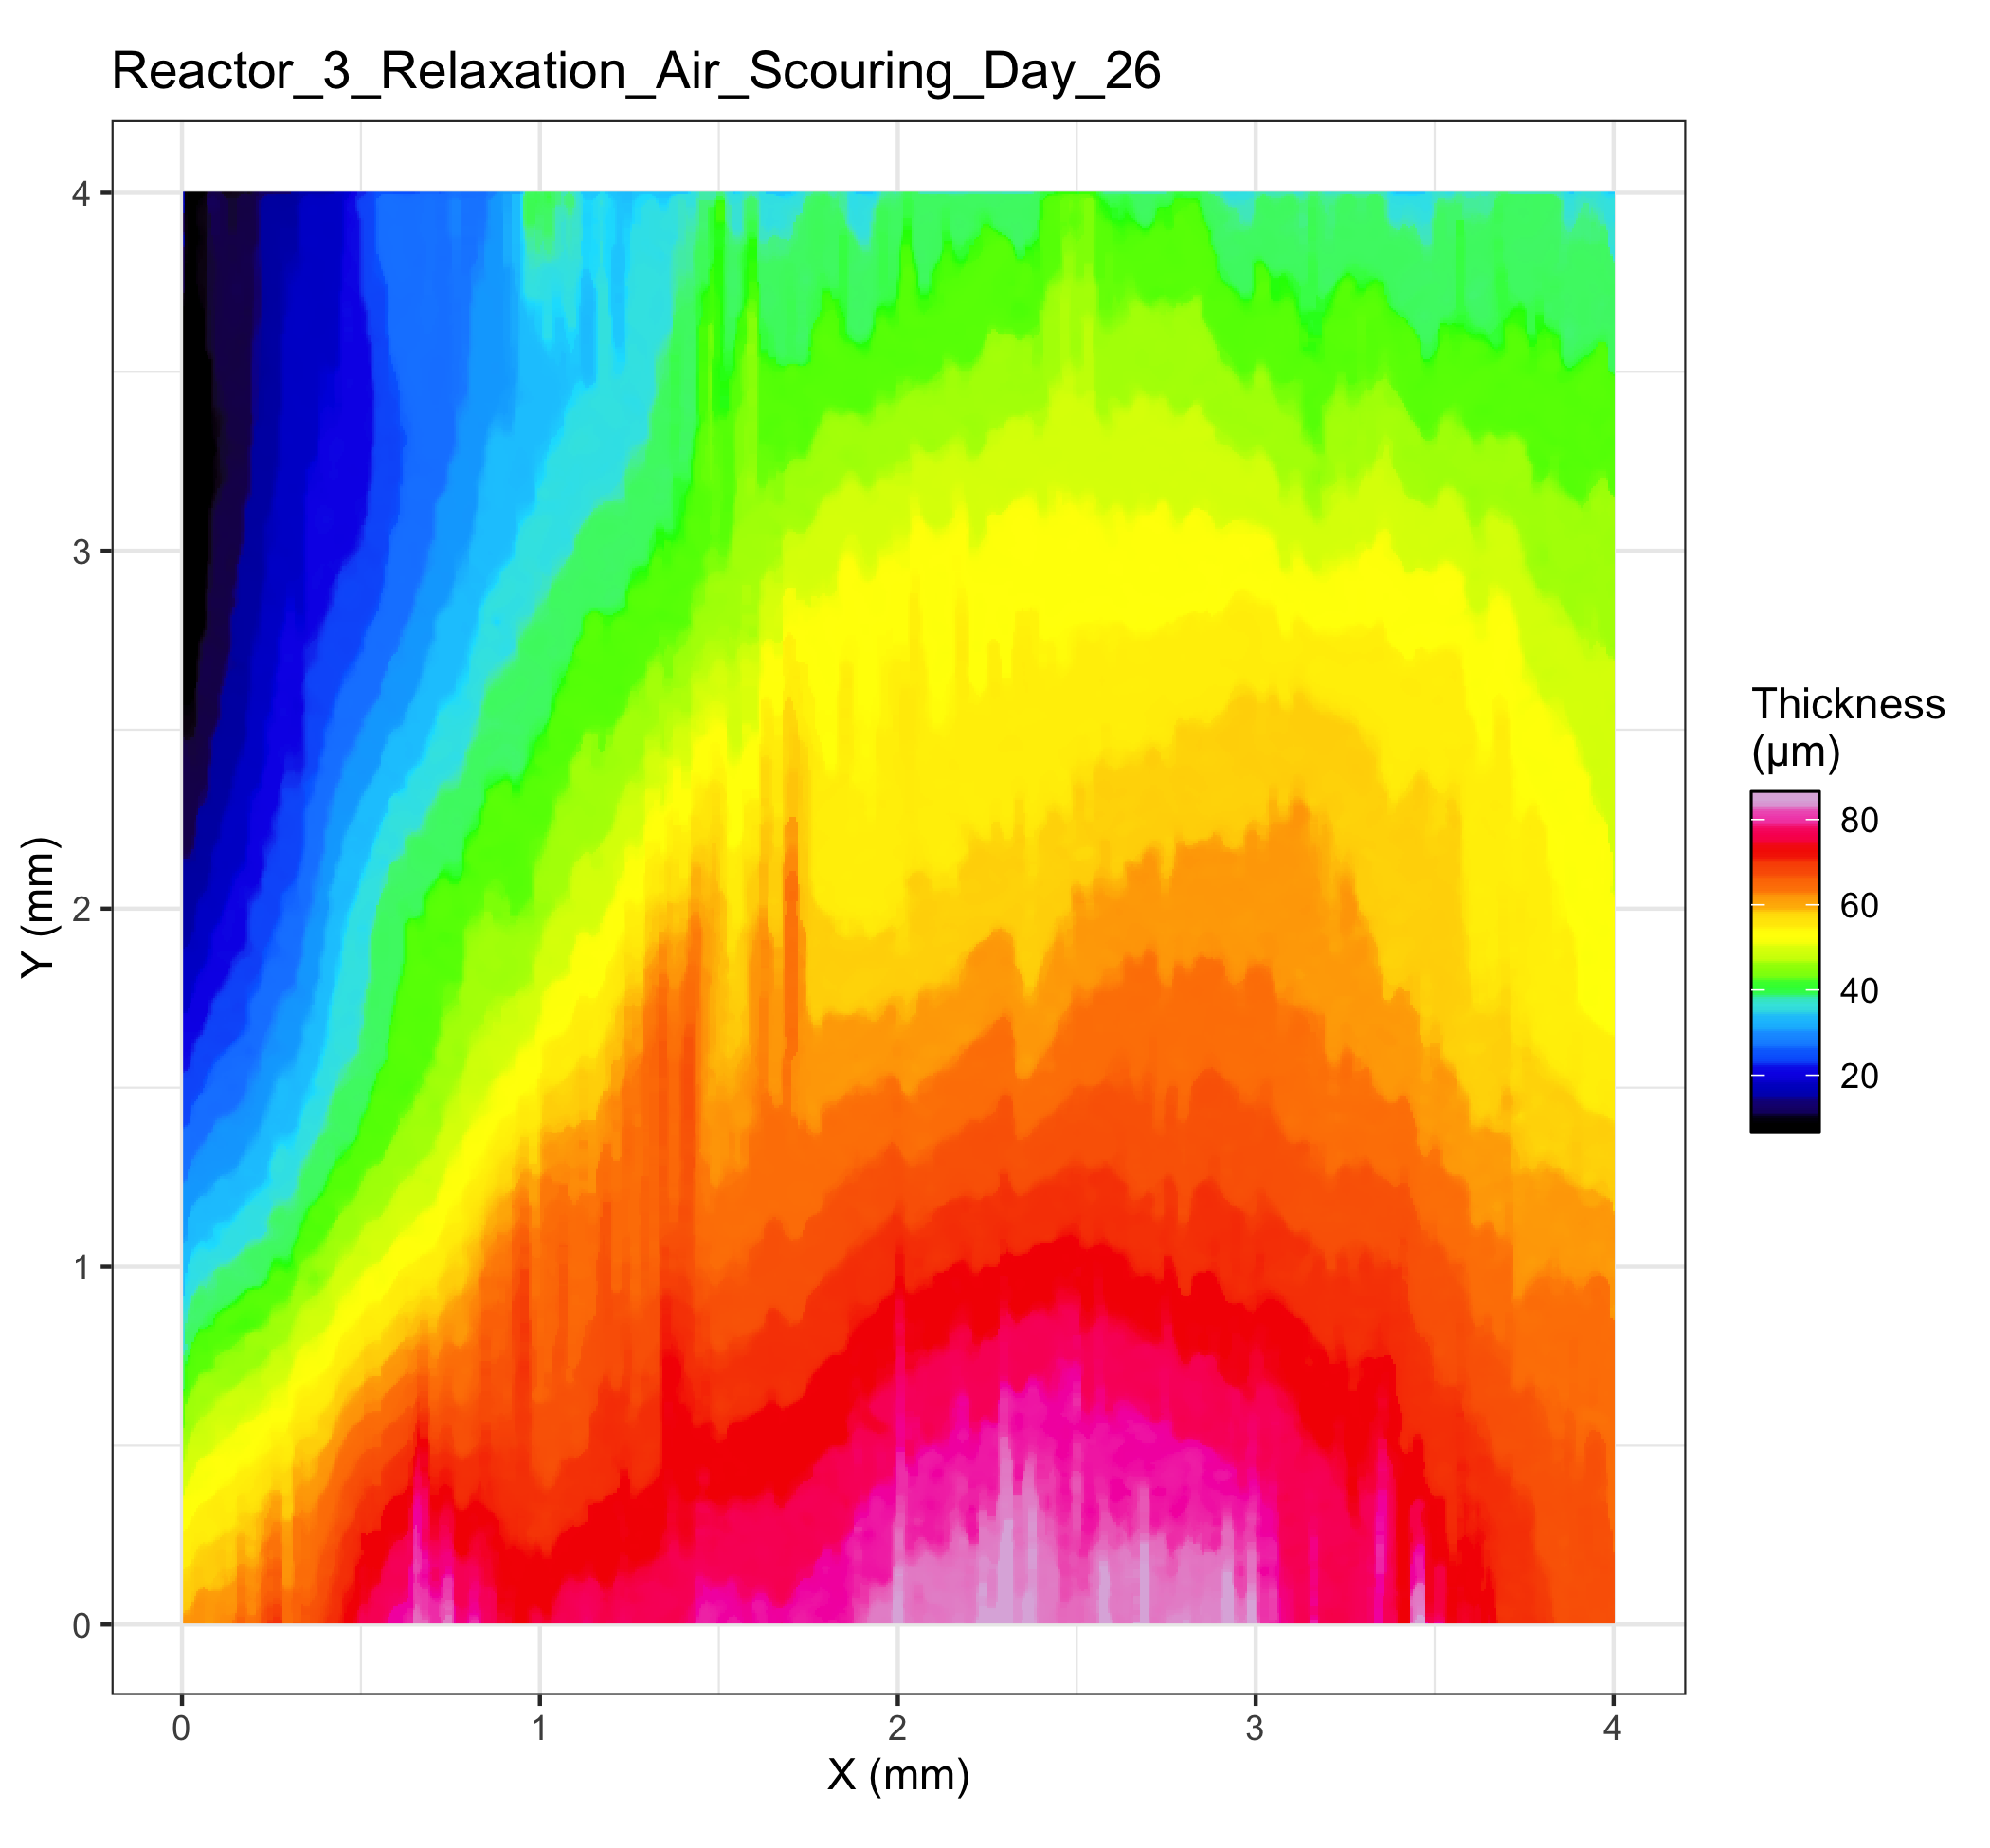 Reactor_3_Relaxation_Air_Scouring_Day_26
4
3
2
1
0
Y (mm)
0 1 2 3 4
X (mm)
Thickness
(μm)
80
60
40
20